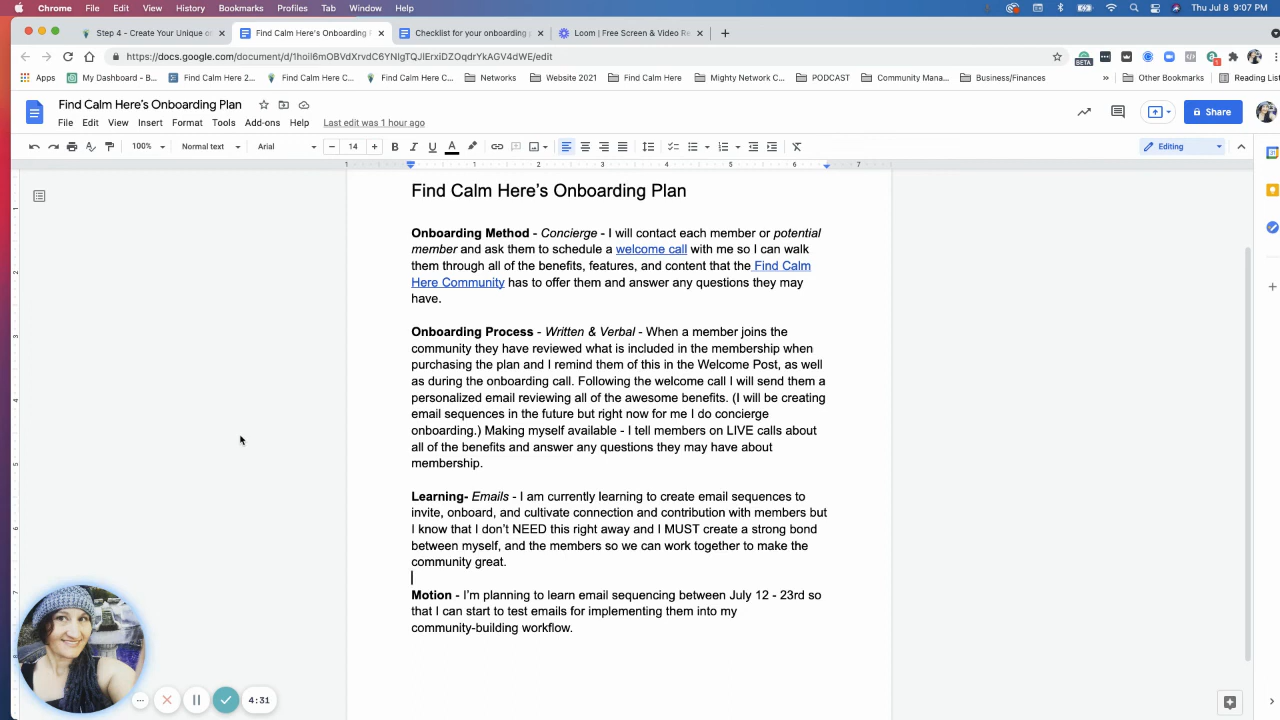 Chrome File Edit View History Bookmarks Profiles Tab Window Help Thu Jul 8 9:07 PM
Step 4 - Create Your Unique o Find Calm Here's Onboarding Checklist for your onboarding Loom | Free Screen & Video Re
https://docs.google.com/document/d/1hoil6mOBVdXrvdC6YNjeTQJlErxiDZOqdrYkAGV4dWE/edit
BETA
Apps My Dashboard - B... Find Calm Here 2... Find Calm Here C... Find Calm Here C... Networks Website 2021 Find Calm Here Mighty Network C... PODCAST Community Mana... Business/Finances Other Bookmarks Reading List
Find Calm Here's Onboarding Plan
File Edit View Insert Format Tools Add-ons Help Last edit was 1 hour ago
Share
100% Normal text Arial 14 Editing
1 1 2 3 4 5 6 7
Find Calm Here's Onboarding Plan
Onboarding Method - Concierge - I will contact each member or potential
member and ask them to schedule a welcome call with me so I can walk
them through all of the benefits, features, and content that the Find Calm
Here Community has to offer them and answer any questions they may
have.
Onboarding Process - Written & Verbal - When a member joins the
community they have reviewed what is included in the membership when
purchasing the plan and I remind them of this in the Welcome Post, as well
as during the onboarding call. Following the welcome call I will send them a
personalized email reviewing all of the awesome benefits. (I will be creating
email sequences in the future but right now for me I do concierge
onboarding.) Making myself available - I tell members on LIVE calls about
all of the benefits and answer any questions they may have about
membership.
Learning- Emails - I am currently learning to create email sequences to
invite, onboard, and cultivate connection and contribution with members but
I know that I don't NEED this right away and I MUST create a strong bond
between myself, and the members so we can work together to make the
community great.
Motion - I'm planning to learn email sequencing between July 12 - 23rd so
that I can start to test emails for implementing them into my
community-building workflow.
4:31